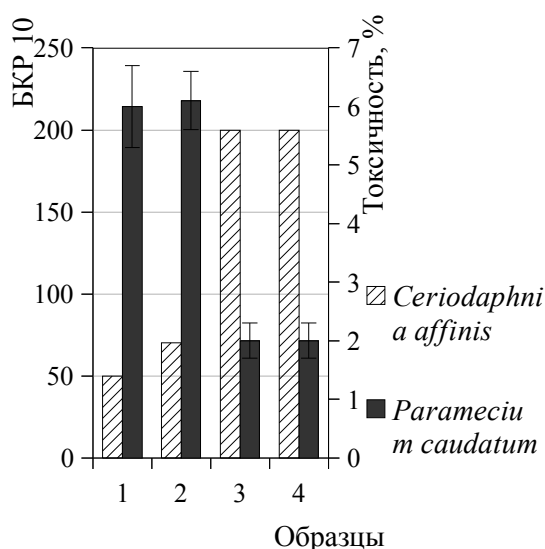 БКР 10
250
200
150
100
50
0
7
6
5
4
3
2
1
0
Токсичность, %
1 2 3 4
Образцы
Ceriodaphni
a affinis
Parameciu
m caudatum